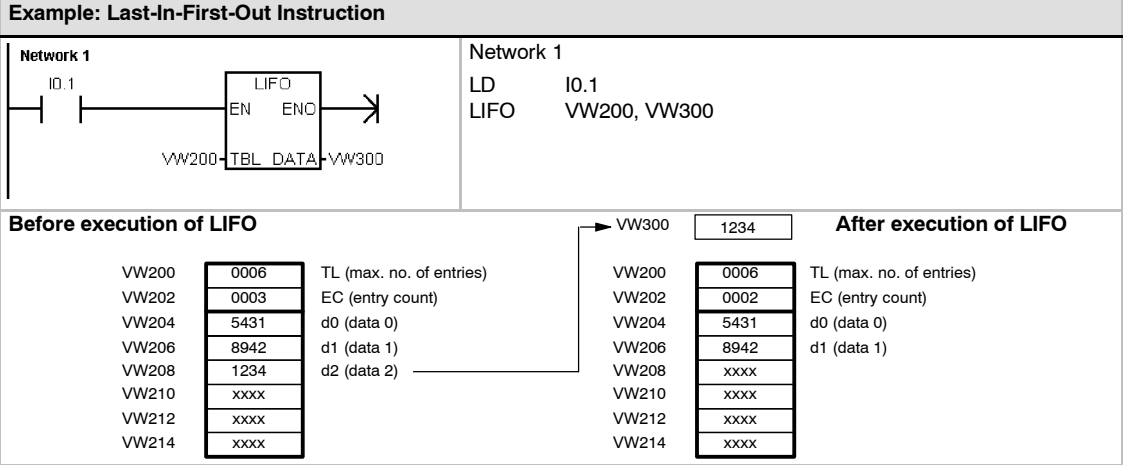 Example: Last-In-First-Out Instruction
Network 1
I0.1
LIFO
EN ENO
VW200 TBL DATA VW300
Network 1
LD I0.1
LIFO VW200, VW300
Before execution of LIFO
VW200 0006 TL (max. no. of entries)
VW202 0003 EC (entry count)
VW204 5431 d0 (data 0)
VW206 8942 d1 (data 1)
VW208 1234 d2 (data 2)
VW210 xxxx
VW212 xxxx
VW214 xxxx
VW300 1234 After execution of LIFO
VW200 0006 TL (max. no. of entries)
VW202 0002 EC (entry count)
VW204 5431 d0 (data 0)
VW206 8942 d1 (data 1)
VW208 xxxx
VW210 xxxx
VW212 xxxx
VW214 xxxx